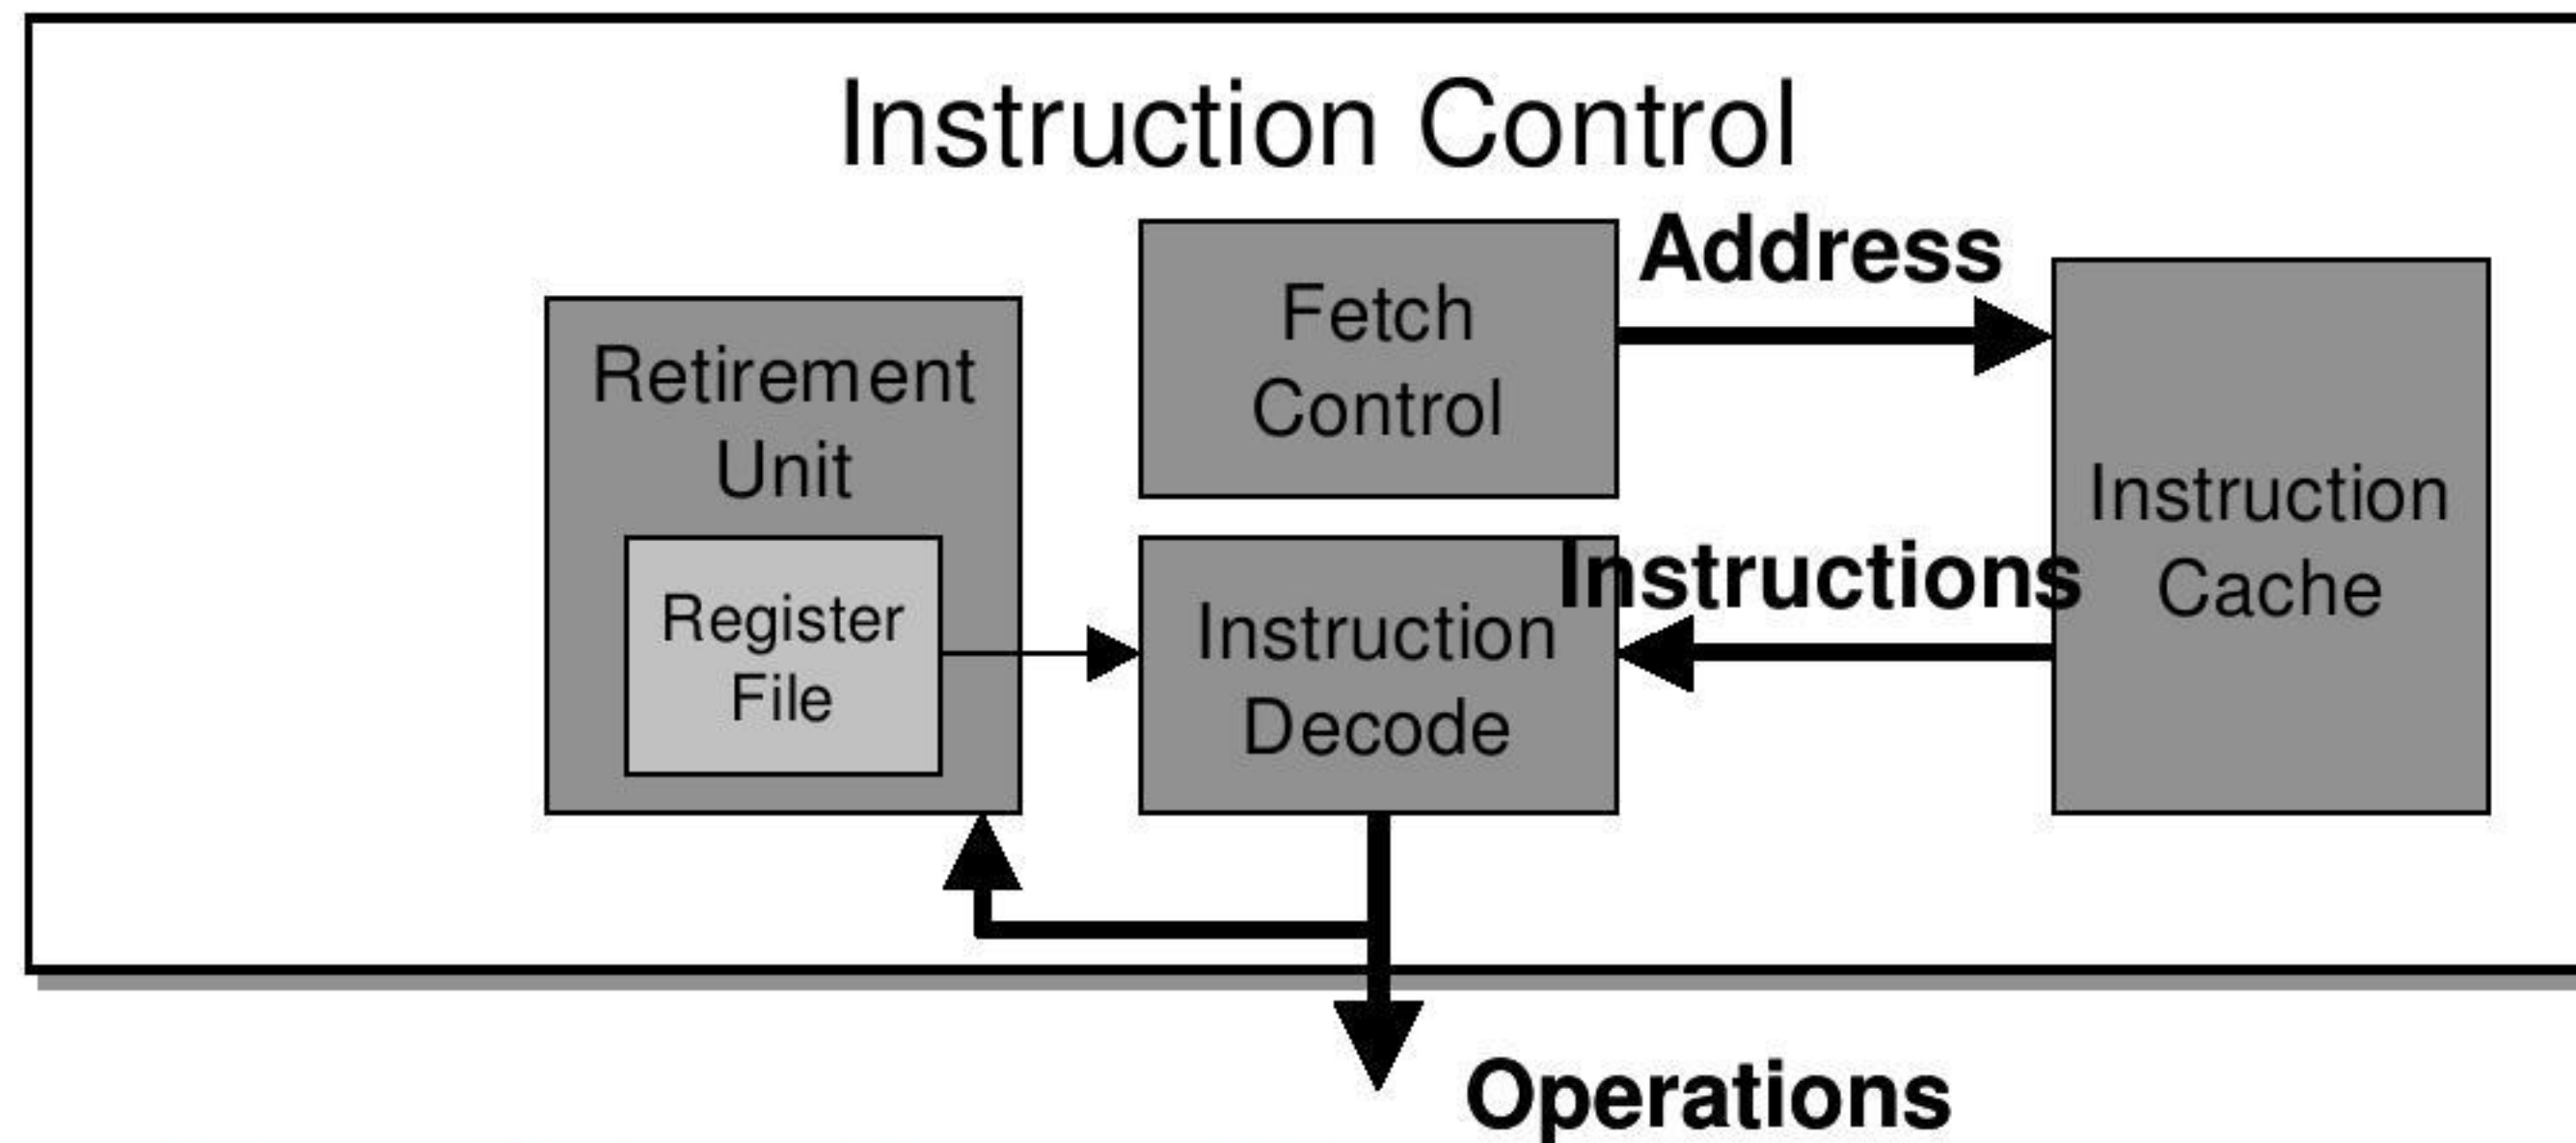 Instruction Control
Address
Fetch
Control
Retirement
Unit
Instruction
Cache
Instructions
Register
File
Instruction
Decode
Operations